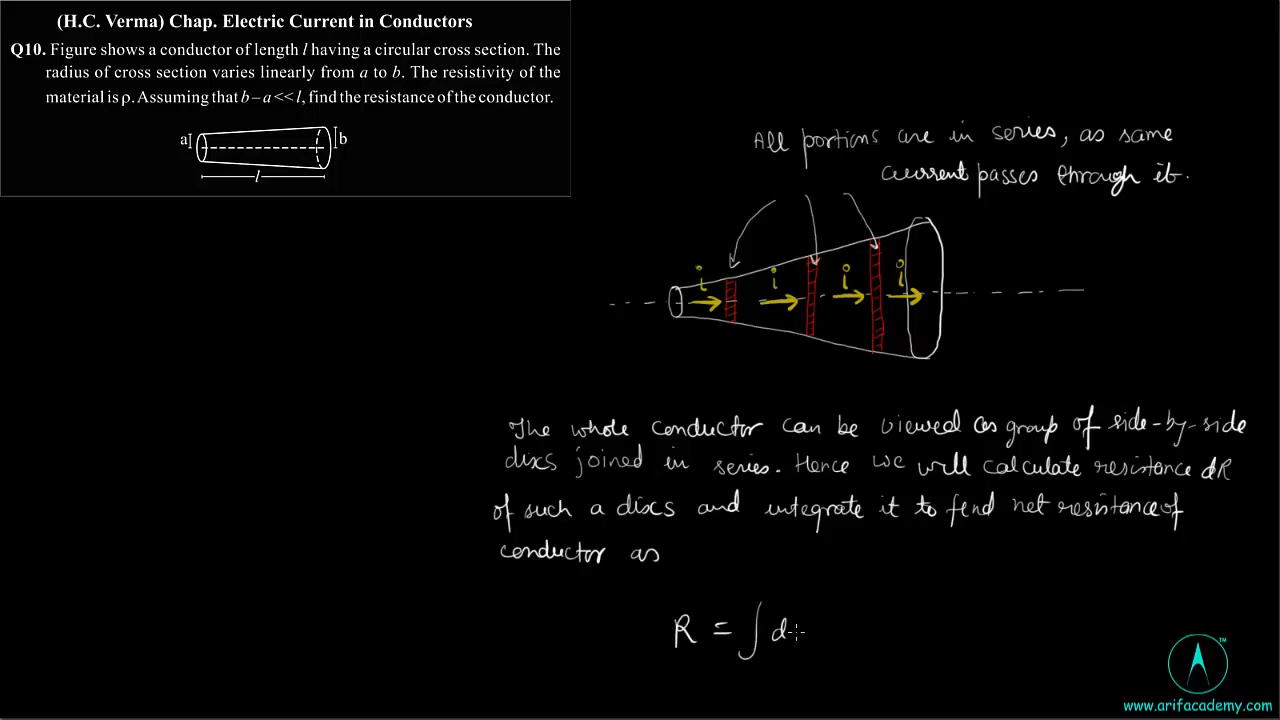 (H.C. Verma) Chap. Electric Current in Conductors
Q10. Figure shows a conductor of length l having a circular cross section. The
radius of cross section varies linearly from a to b. The resistivity of the
material is ρ. Assuming that b – a << l, find the resistance of the conductor.
a
b
l
All portions are in series, as same
current passes through it.
i
i
i
i
The whole conductor can be viewed as group of side-by-side
discs joined in series. Hence we will calculate resistance dR
of such a discs and integrate it to fend net resistance of
conductor as
R = ∫ d
TM
www.arifacademy.com